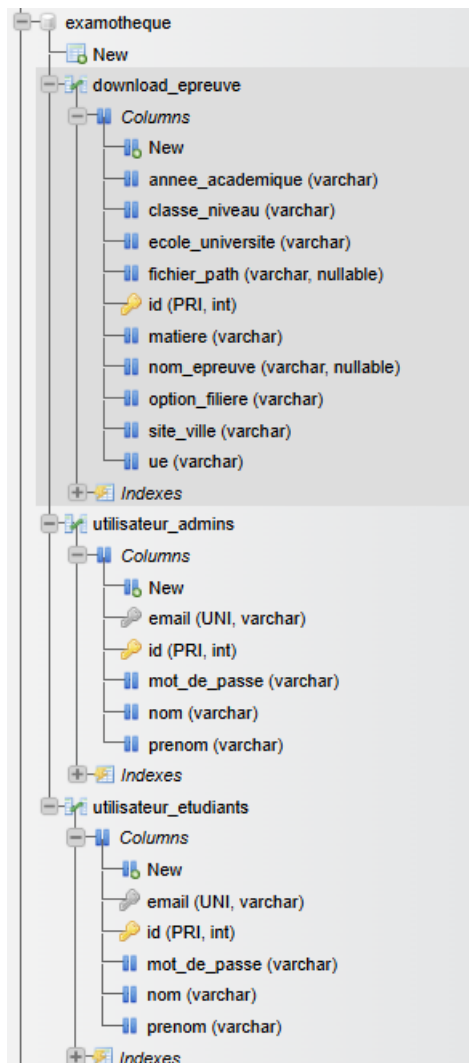 examotheque
New
download_epreuve
Columns
New
annee_academique (varchar)
classe_niveau (varchar)
ecole_universite (varchar)
fichier_path (varchar, nullable)
id (PRI, int)
matiere (varchar)
nom_epreuve (varchar, nullable)
option_filiere (varchar)
site_ville (varchar)
ue (varchar)
Indexes
utilisateur_admins
Columns
New
email (UNI, varchar)
id (PRI, int)
mot_de_passe (varchar)
nom (varchar)
prenom (varchar)
Indexes
utilisateur_etudiants
Columns
New
email (UNI, varchar)
id (PRI, int)
mot_de_passe (varchar)
nom (varchar)
prenom (varchar)
Indexes